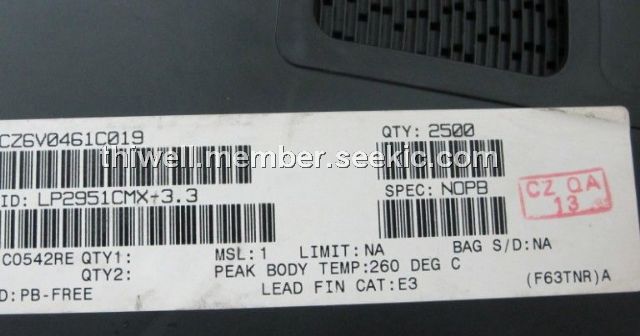 CZ6V0461C019
QTY: 2500
thiwell.member.seekic.com
ID: LP2951CMX-3.3
SPEC: NOPB
CZ QA
13
C0542RE QTY1: MSL: 1 LIMIT:NA BAG S/D:NA
QTY2: PEAK BODY TEMP:260 DEG C
D:PB-FREE LEAD FIN CAT:E3 (F63TNR)A